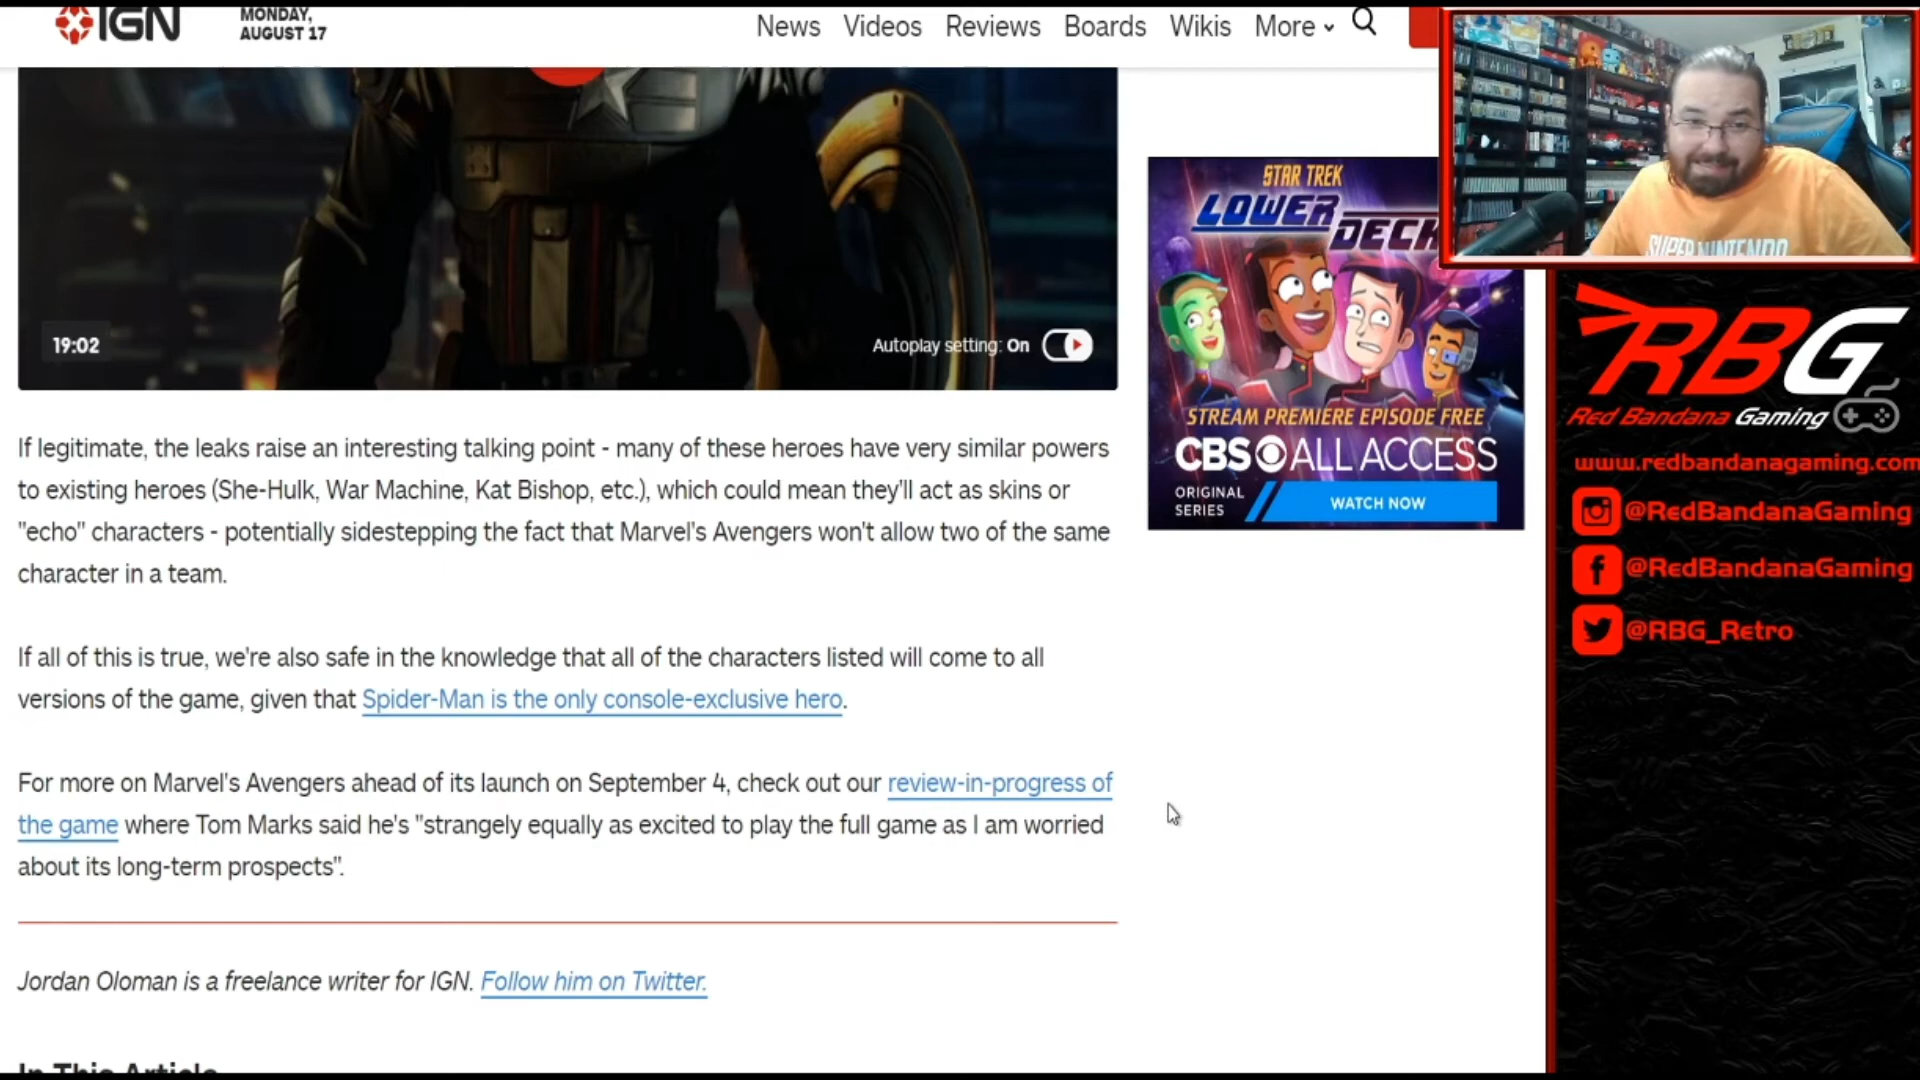 IGN
MONDAY,
AUGUST 17
News Videos Reviews Boards Wikis More
19:02
Autoplay setting: On
If legitimate, the leaks raise an interesting talking point - many of these heroes have very similar powers
to existing heroes (She-Hulk, War Machine, Kat Bishop, etc.), which could mean they'll act as skins or
"echo" characters - potentially sidestepping the fact that Marvel's Avengers won't allow two of the same
character in a team.
If all of this is true, we're also safe in the knowledge that all of the characters listed will come to all
versions of the game, given that Spider-Man is the only console-exclusive hero.
For more on Marvel's Avengers ahead of its launch on September 4, check out our review-in-progress of
the game where Tom Marks said he's "strangely equally as excited to play the full game as I am worried
about its long-term prospects".
Jordan Oloman is a freelance writer for IGN. Follow him on Twitter.
In This Article
STAR TREK
LOWER
DECK
STREAM PREMIERE EPISODE FREE
CBS ALL ACCESS
ORIGINAL
SERIES
WATCH NOW
SUPER NINTENDO
RBG
Red Bandana Gaming
www.redbandanagaming.com
@RedBandanaGaming
@RedBandanaGaming
@RBG_Retro